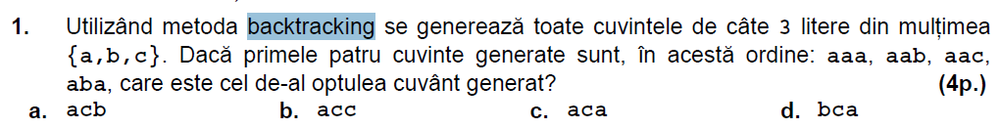 1. Utilizând metoda backtracking se generează toate cuvintele de câte 3 litere din mulţimea
{a,b,c}. Dacă primele patru cuvinte generate sunt, în acestă ordine: aaa, aab, aac,
aba, care este cel de-al optulea cuvânt generat? (4p.)
a. acb b. acc c. aca d. bca